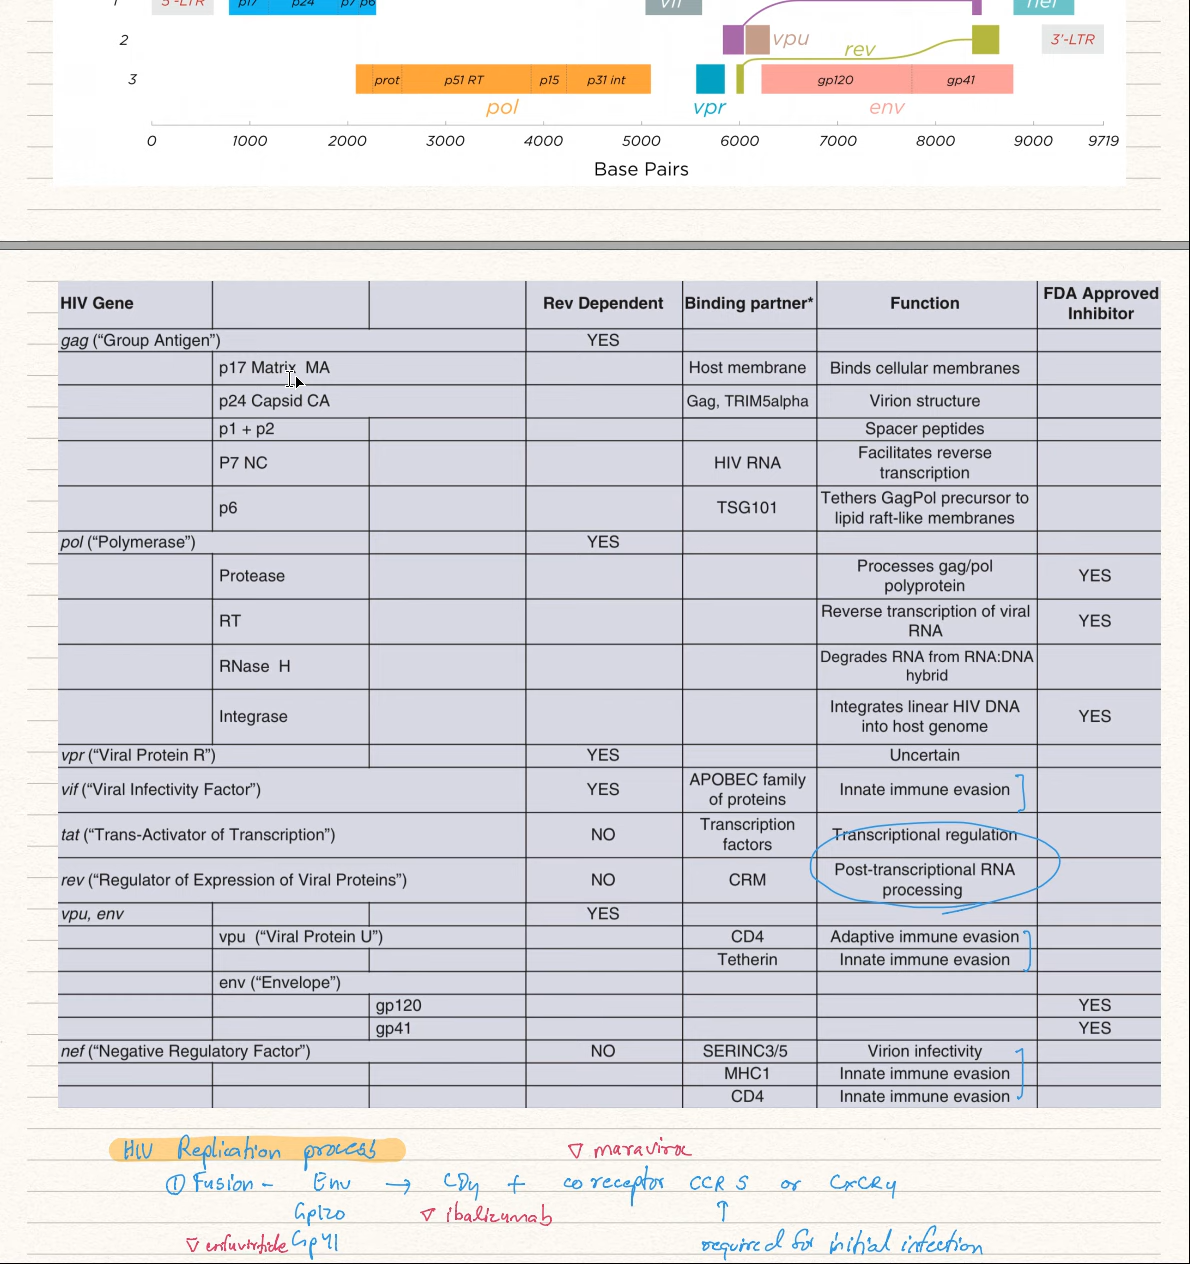 1 5'-LTR p17 p24 p7 p6 vif nef
2 vpu rev 3'-LTR
3 prot p51 RT p15 p31 int gp120 gp41
pol vpr env
0 1000 2000 3000 4000 5000 6000 7000 8000 9000 9719
Base Pairs
HIV Gene Rev Dependent Binding partner* Function FDA Approved Inhibitor
gag (“Group Antigen”) YES
p17 Matrix MA Host membrane Binds cellular membranes
p24 Capsid CA Gag, TRIM5alpha Virion structure
p1 + p2 Spacer peptides
P7 NC HIV RNA Facilitates reverse transcription
p6 TSG101 Tethers GagPol precursor to lipid raft-like membranes
pol (“Polymerase”) YES
Protease Processes gag/pol polyprotein YES
RT Reverse transcription of viral RNA YES
RNase H Degrades RNA from RNA:DNA hybrid
Integrase Integrates linear HIV DNA into host genome YES
vpr (“Viral Protein R”) YES Uncertain
vif (“Viral Infectivity Factor”) YES APOBEC family of proteins Innate immune evasion
tat (“Trans-Activator of Transcription”) NO Transcription factors Transcriptional regulation
rev (“Regulator of Expression of Viral Proteins”) NO CRM Post-transcriptional RNA processing
vpu, env YES
vpu (“Viral Protein U”) CD4 Adaptive immune evasion
Tetherin Innate immune evasion
env (“Envelope”)
gp120 YES
gp41 YES
nef (“Negative Regulatory Factor”) NO SERINC3/5 Virion infectivity
MHC1 Innate immune evasion
CD4 Innate immune evasion
HIV Replication process ▽ maraviroc
① Fusion - Env → CD4 + coreceptor CCR5 or CXCR4
Gp120 ▽ ibalizumab ↑
▽ enfuvirtide Gp41 required for initial infection